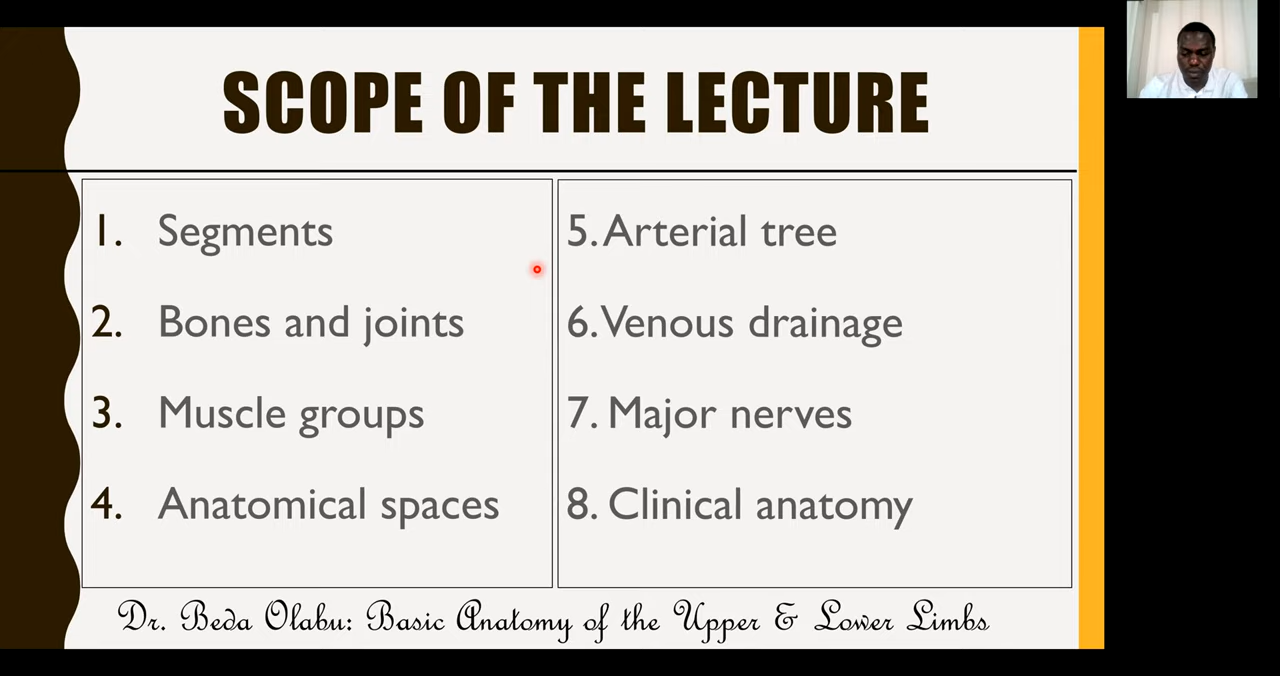 SCOPE OF THE LECTURE
1. Segments
2. Bones and joints
3. Muscle groups
4. Anatomical spaces
5. Arterial tree
6. Venous drainage
7. Major nerves
8. Clinical anatomy
Dr. Beda Olabu: Basic Anatomy of the Upper & Lower Limbs